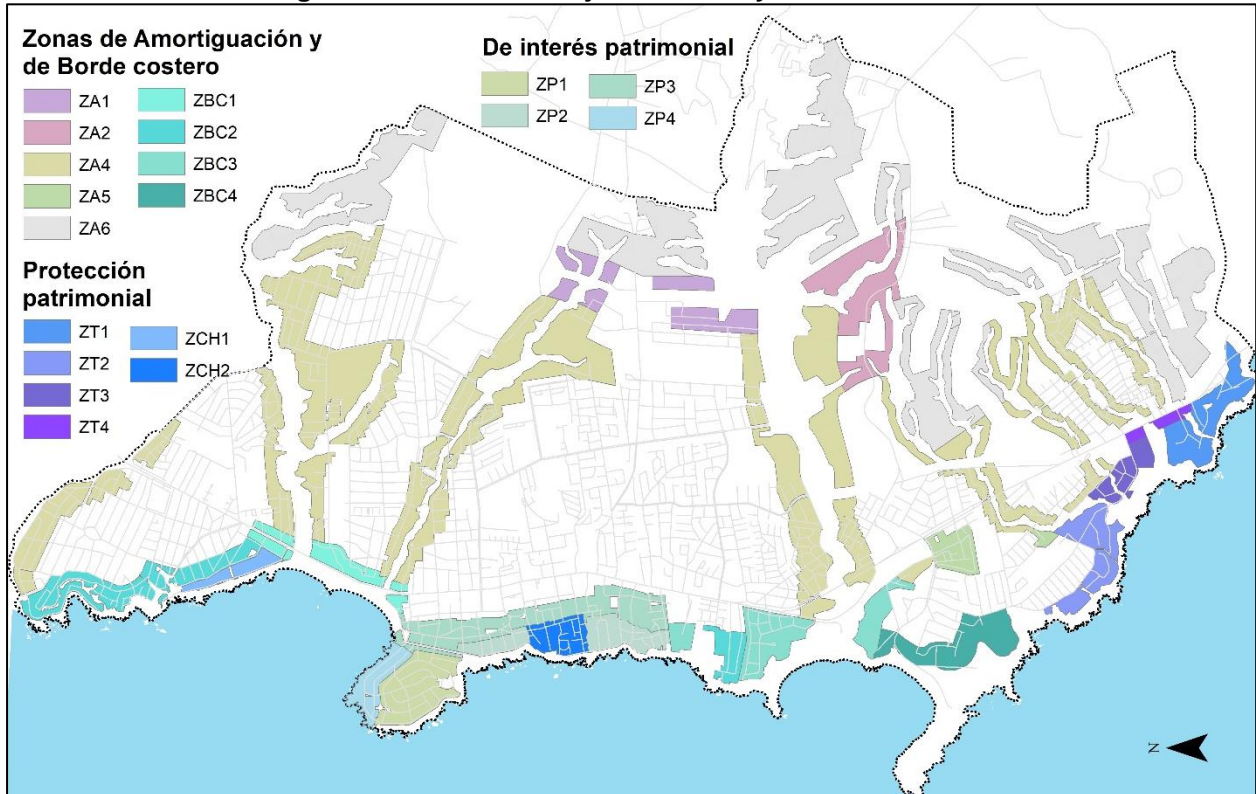 Zonas de Amortiguación y
de Borde costero
ZA1
ZBC1
ZA2
ZBC2
ZA4
ZBC3
ZA5
ZBC4
ZA6
Protección
patrimonial
ZT1
ZCH1
ZT2
ZCH2
ZT3
ZT4
De interés patrimonial
ZP1
ZP3
ZP2
ZP4
N